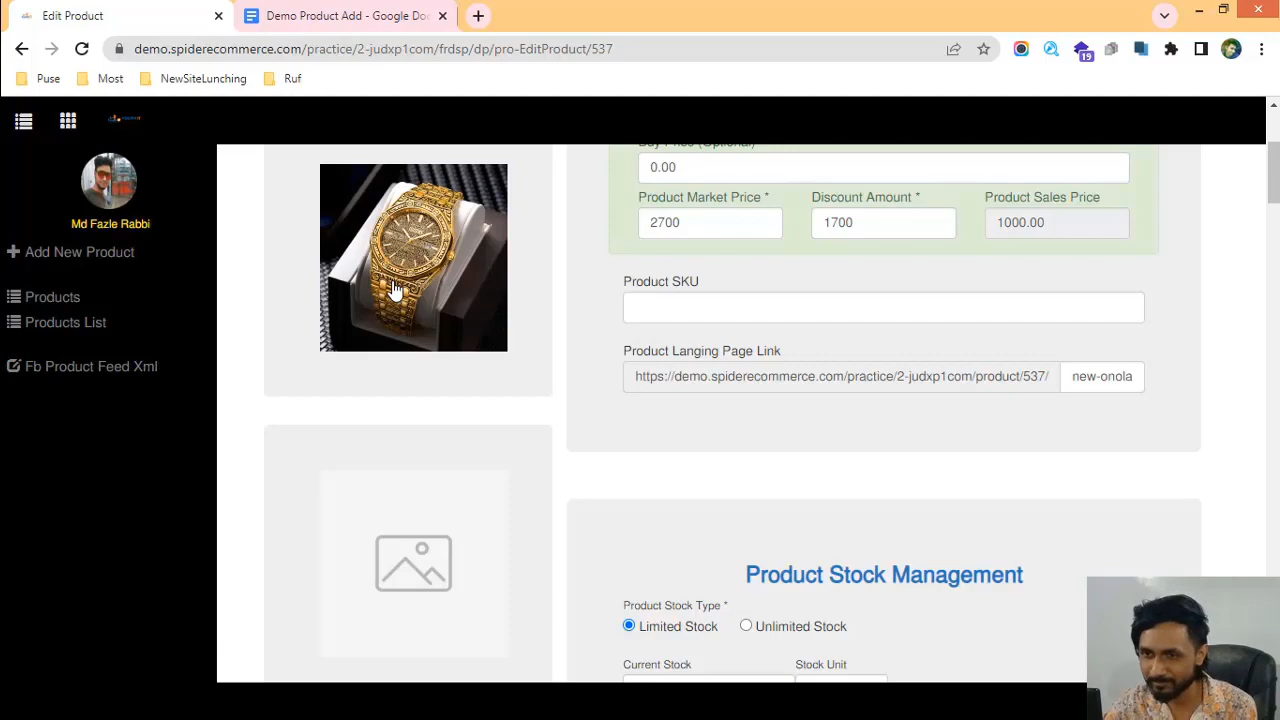 Edit Product
Demo Product Add - Google Do
demo.spiderecommerce.com/practice/2-judxp1com/frdsp/dp/pro-EditProduct/537
19
Puse
Most
NewSiteLunching
Ruf
Md Fazle Rabbi
Add New Product
Products
Products List
Fb Product Feed Xml
Buy Price (Optional)
0.00
Product Market Price *
Discount Amount *
Product Sales Price
2700
1700
1000.00
Product SKU
Product Langing Page Link
https://demo.spiderecommerce.com/practice/2-judxp1com/product/537/
new-onola
Product Stock Management
Product Stock Type *
Limited Stock
Unlimited Stock
Current Stock
Stock Unit